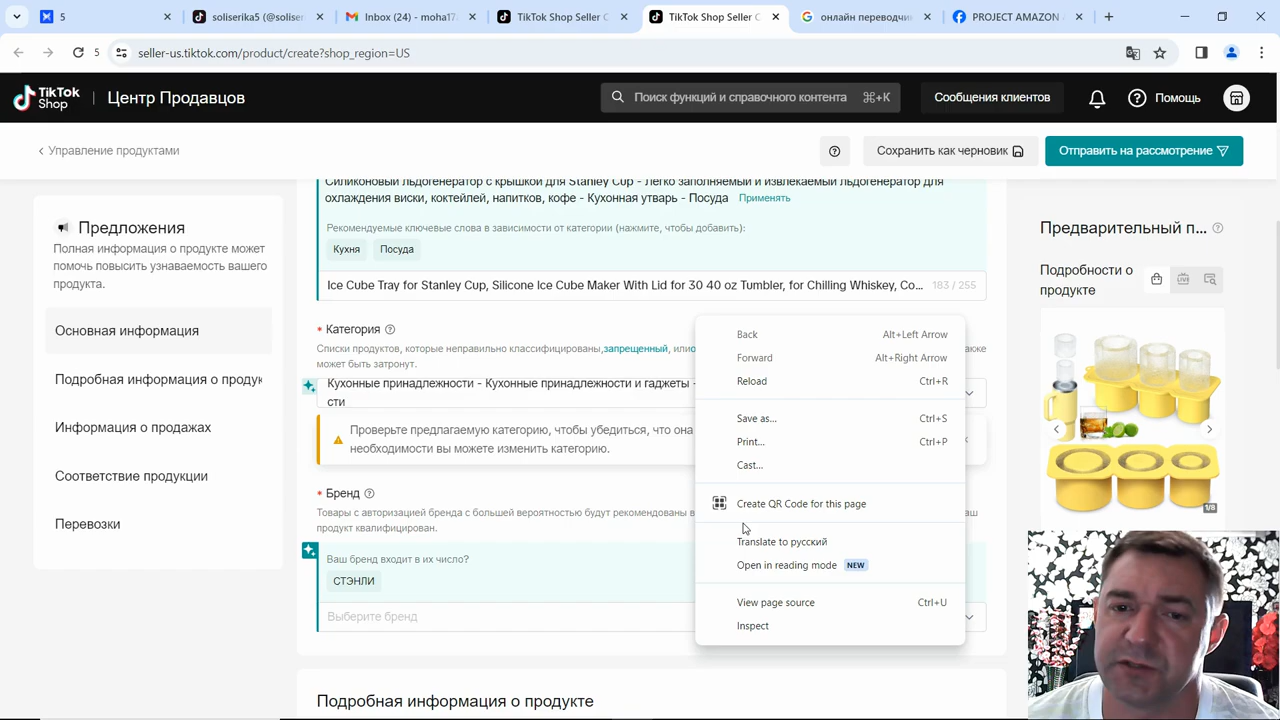 5
soliserika5 (@soliser
Inbox (24) - moha17
TikTok Shop Seller C
TikTok Shop Seller C
онлайн переводчи
PROJECT AMAZON
5
seller-us.tiktok.com/product/create?shop_region=US
TikTok
Shop
Центр Продавцов
Поиск функций и справочного контента ⌘+K
Сообщения клиентов
Помощь
Управление продуктами
Сохранить как черновик
Отправить на рассмотрение
Предложения
Полная информация о продукте может
помочь повысить узнаваемость вашего
продукта.
Основная информация
Подробная информация о продук
Информация о продажах
Соответствие продукции
Перевозки
Силиконовый льдогенератор с крышкой для Stanley Cup - Легко заполняемый и извлекаемый льдогенератор для
охлаждения виски, коктейлей, напитков, кофе - Кухонная утварь - Посуда Применять
Рекомендуемые ключевые слова в зависимости от категории (нажмите, чтобы добавить):
Кухня Посуда
Ice Cube Tray for Stanley Cup, Silicone Ice Cube Maker With Lid for 30 40 oz Tumbler, for Chilling Whiskey, Co... 183 / 255
* Категория
Списки продуктов, которые неправильно классифицированы,запрещенный, или также
может быть затронут.
Кухонные принадлежности - Кухонные принадлежности и гаджеты -
сти
Проверьте предлагаемую категорию, чтобы убедиться, что она
необходимости вы можете изменить категорию.
* Бренд
Товары с авторизацией бренда с большей вероятностью будут рекомендованы в ваш
продукт квалифицирован.
Ваш бренд входит в их число?
СТЭНЛИ
Выберите бренд
Подробная информация о продукте
Back Alt+Left Arrow
Forward Alt+Right Arrow
Reload Ctrl+R
Save as... Ctrl+S
Print... Ctrl+P
Cast...
Create QR Code for this page
Translate to русский
Open in reading mode NEW
View page source Ctrl+U
Inspect
Предварительный п...
Подробности о
продукте
LIVE
1/8